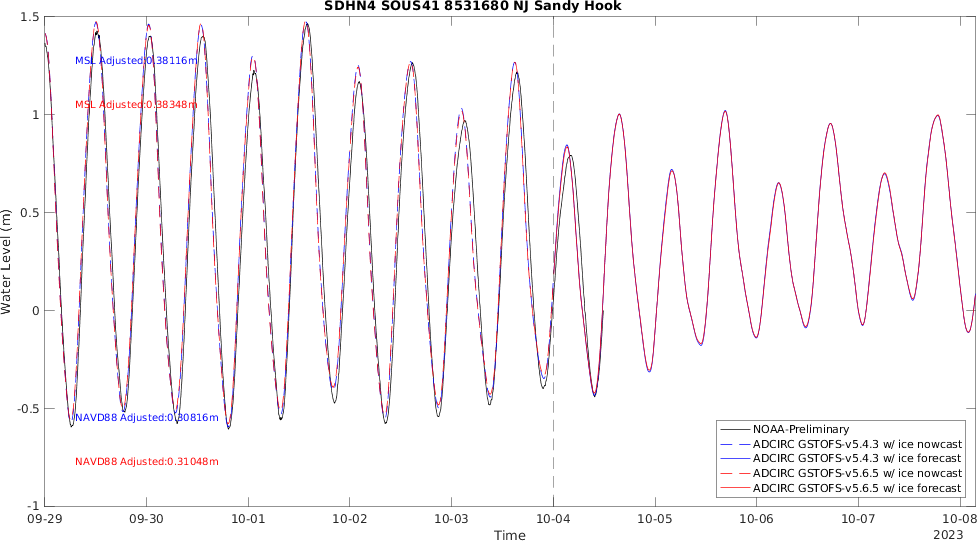 SDHN4 SOUS41 8531680 NJ Sandy Hook
1.5
1
0.5
0
-0.5
-1
Water Level (m)
MSL Adjusted:0.38116m
MSL Adjusted:0.38348m
NAVD88 Adjusted:0.30816m
NAVD88 Adjusted:0.31048m
NOAA-Preliminary
ADCIRC GSTOFS-v5.4.3 w/ ice nowcast
ADCIRC GSTOFS-v5.4.3 w/ ice forecast
ADCIRC GSTOFS-v5.6.5 w/ ice nowcast
ADCIRC GSTOFS-v5.6.5 w/ ice forecast
09-29 09-30 10-01 10-02 10-03 10-04 10-05 10-06 10-07 10-08
Time
2023